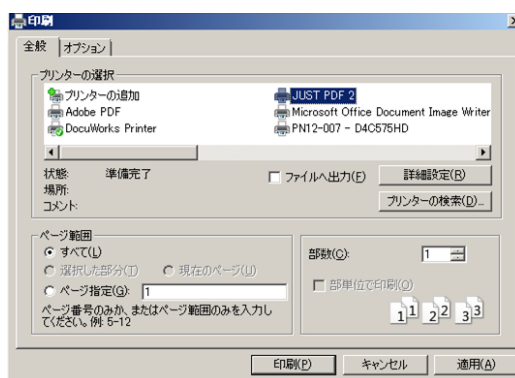 印刷
全般 オプション
プリンターの選択
プリンターの追加 JUST PDF 2
Adobe PDF Microsoft Office Document Image Writer
DocuWorks Printer PN12-007 - D4C575HD
状態: 準備完了 ファイルへ出力(F) 詳細設定(R)
場所:
コメント: プリンターの検索(D)...
ページ範囲
すべて(L) 部数(C): 1
選択した部分(T) 現在のページ(U)
ページ指定(G): 1 部単位で印刷(O)
ページ番号のみか、またはページ範囲のみを入力し
てください。例: 5-12
11 22 33
印刷(P) キャンセル 適用(A)